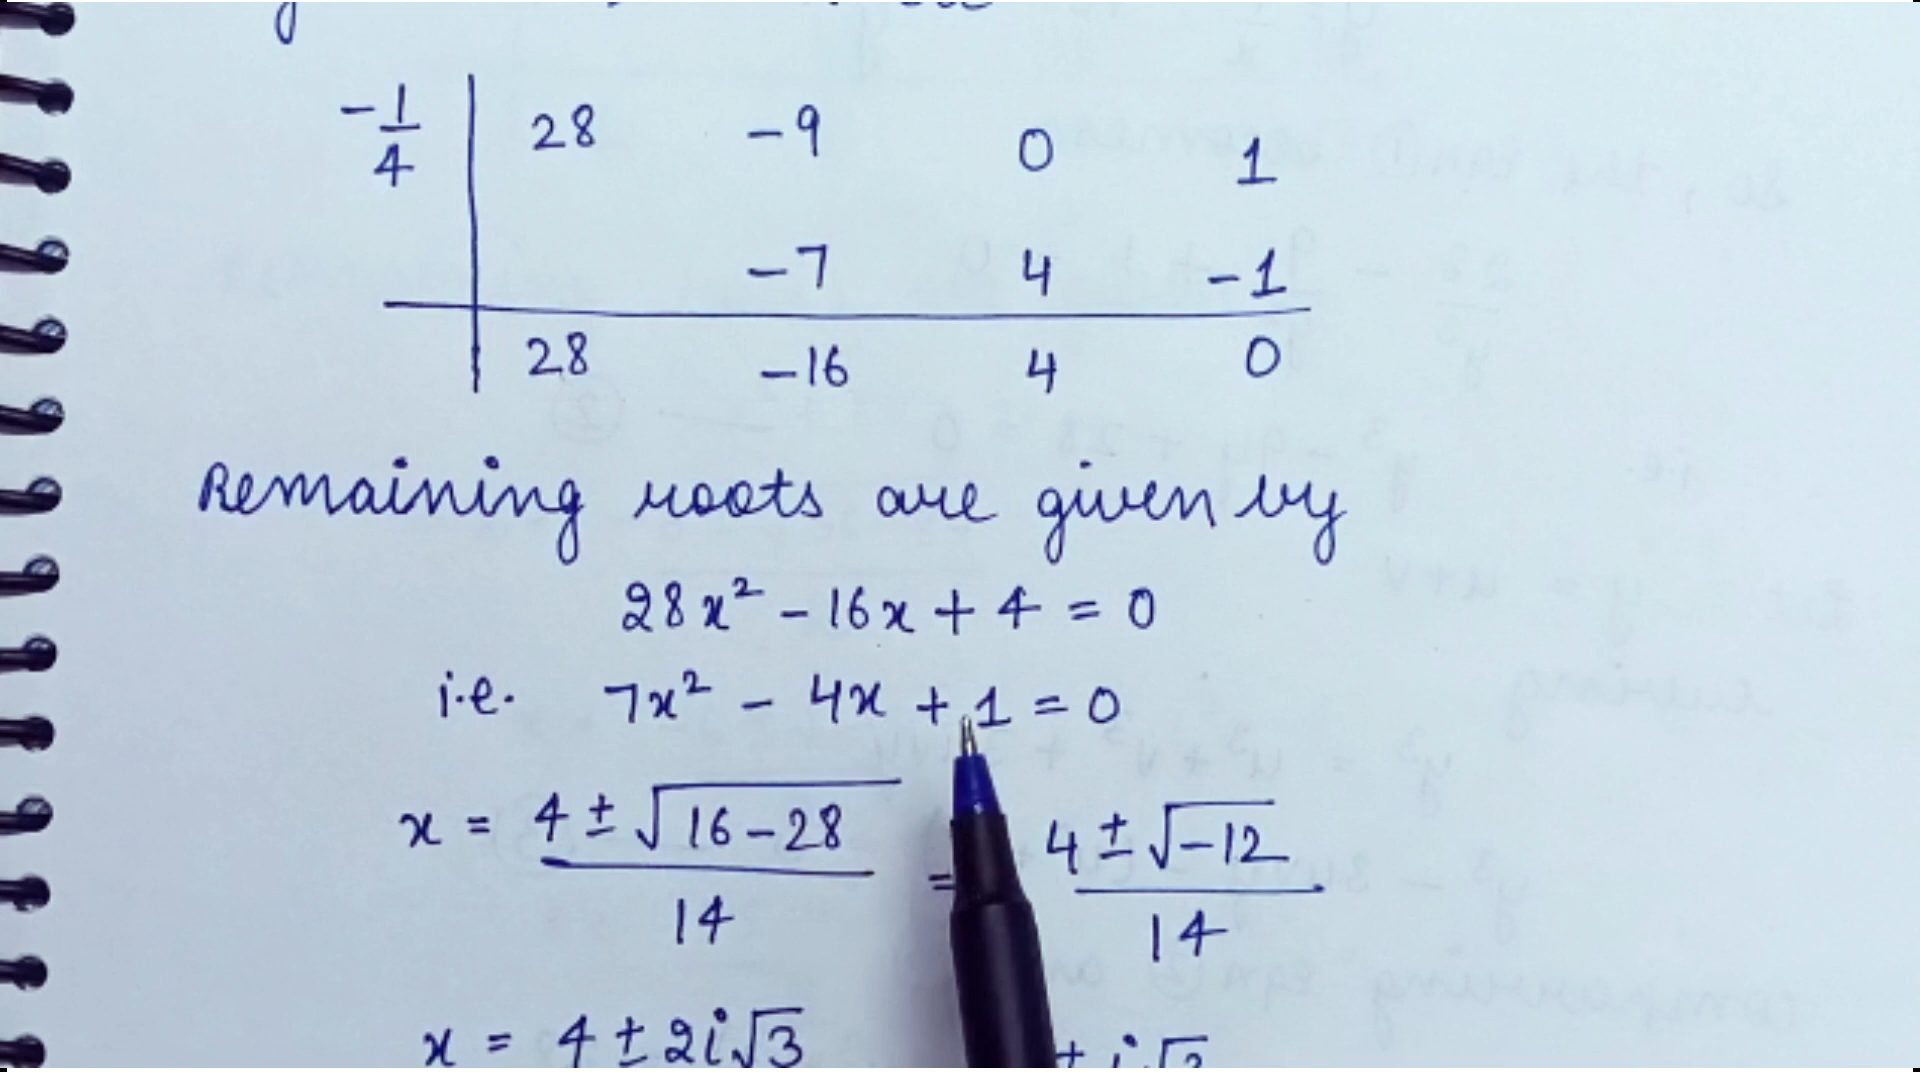 -1/4 | 28 -9 0 1
-7 4 -1
28 -16 4 0
Remaining roots are given by
28x² - 16x + 4 = 0
i.e. 7x² - 4x + 1 = 0
x = 4 ± √16-28 / 14 = 4 ± √-12 / 14
x = 4 ± 2i√3 ± i√3